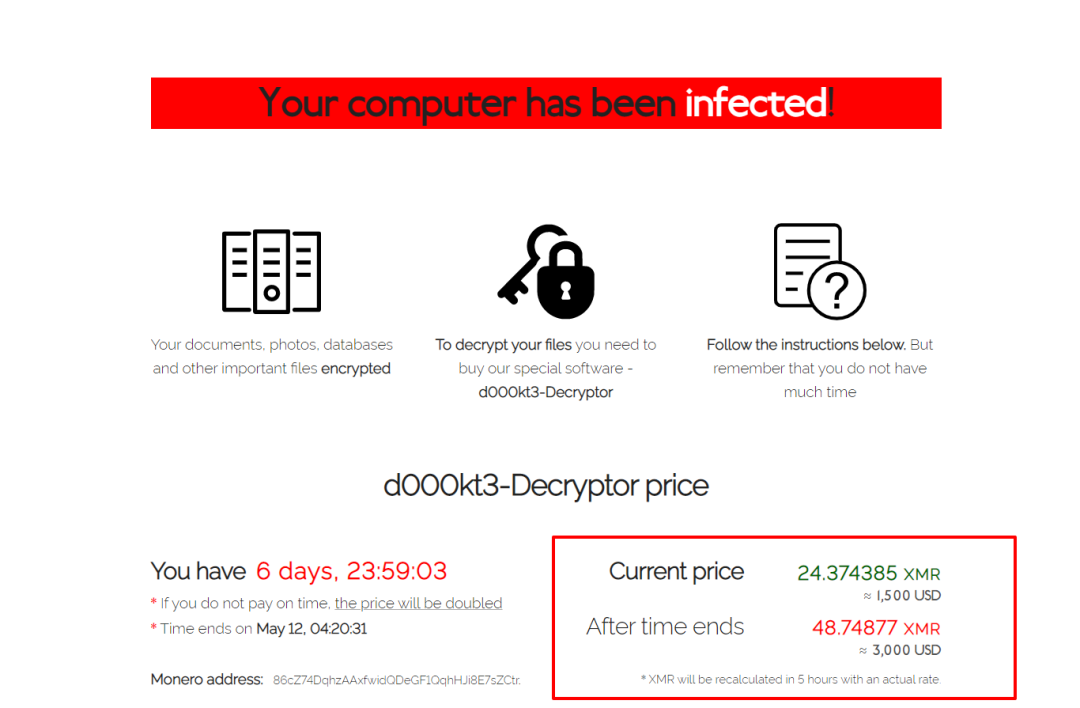 Your computer has been infected!
Your documents, photos, databases
and other important files encrypted
To decrypt your files you need to
buy our special software -
d000kt3-Decryptor
Follow the instructions below. But
remember that you do not have
much time
d000kt3-Decryptor price
You have 6 days, 23:59:03
* If you do not pay on time, the price will be doubled
* Time ends on May 12, 04:20:31
Monero address: 86cZ74DqhzAAxfwidQDeGF1QqhHJi8E7sZCtr.
Current price 24.374385 XMR
≈ 1,500 USD
After time ends 48.74877 XMR
≈ 3,000 USD
* XMR will be recalculated in 5 hours with an actual rate.